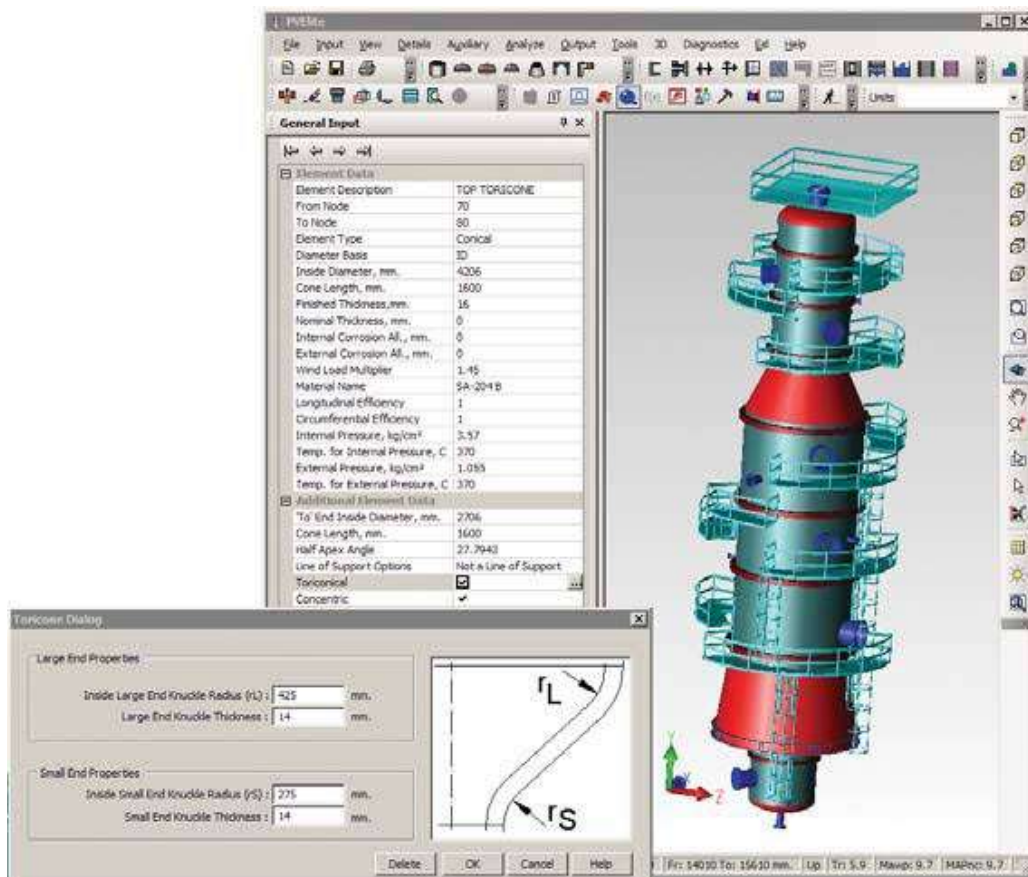 PVElite
File Input View Details Auxiliary Analyze Output Tools 3D Diagnostics Esl Help
Units:
General Input
Element Data
Element Description TOP TORICONE
From Node 70
To Node 80
Element Type Conical
Diameter Basis ID
Inside Diameter, mm. 4206
Cone Length, mm. 1600
Finished Thickness,mm. 16
Nominal Thickness, mm. 0
Internal Corrosion All., mm. 0
External Corrosion All., mm. 0
Wind Load Multiplier 1.45
Material Name SA-204 B
Longitudinal Efficiency 1
Circumferential Efficiency 1
Internal Pressure, kg/cm² 3.57
Temp. for Internal Pressure, C 370
External Pressure, kg/cm² 1.055
Temp. for External Pressure, C 370
Additional Element Data
'To' End Inside Diameter, mm. 2706
Cone Length, mm. 1600
Half Apex Angle 27.7943
Line of Support Options Not a Line of Support
Toriconical
Concentric
Toricone Dialog
Large End Properties
Inside Large End Knuckle Radius (rL) : 425 mm.
Large End Knuckle Thickness : 14 mm.
Small End Properties
Inside Small End Knuckle Radius (rS) : 275 mm.
Small End Knuckle Thickness : 14 mm.
rL
rS
Delete OK Cancel Help
Y
Z
Fr: 14010 To: 15610 mm. Up Tr: 5.9 Mawp: 9.7 MAPnc: 9.7